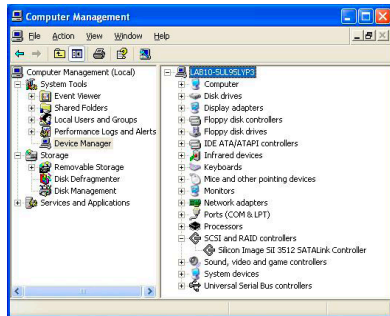 Computer Management
File Action View Window Help
Computer Management (Local)
System Tools
Event Viewer
Shared Folders
Local Users and Groups
Performance Logs and Alerts
Device Manager
Storage
Removable Storage
Disk Defragmenter
Disk Management
Services and Applications
LAB10-5UL95LYP3
Computer
Disk drives
Display adapters
Floppy disk controllers
Floppy disk drives
IDE ATA/ATAPI controllers
Infrared devices
Keyboards
Mice and other pointing devices
Monitors
Network adapters
Ports (COM & LPT)
Processors
SCSI and RAID controllers
Silicon Image SiI 3512 SATALink Controller
Sound, video and game controllers
System devices
Universal Serial Bus controllers